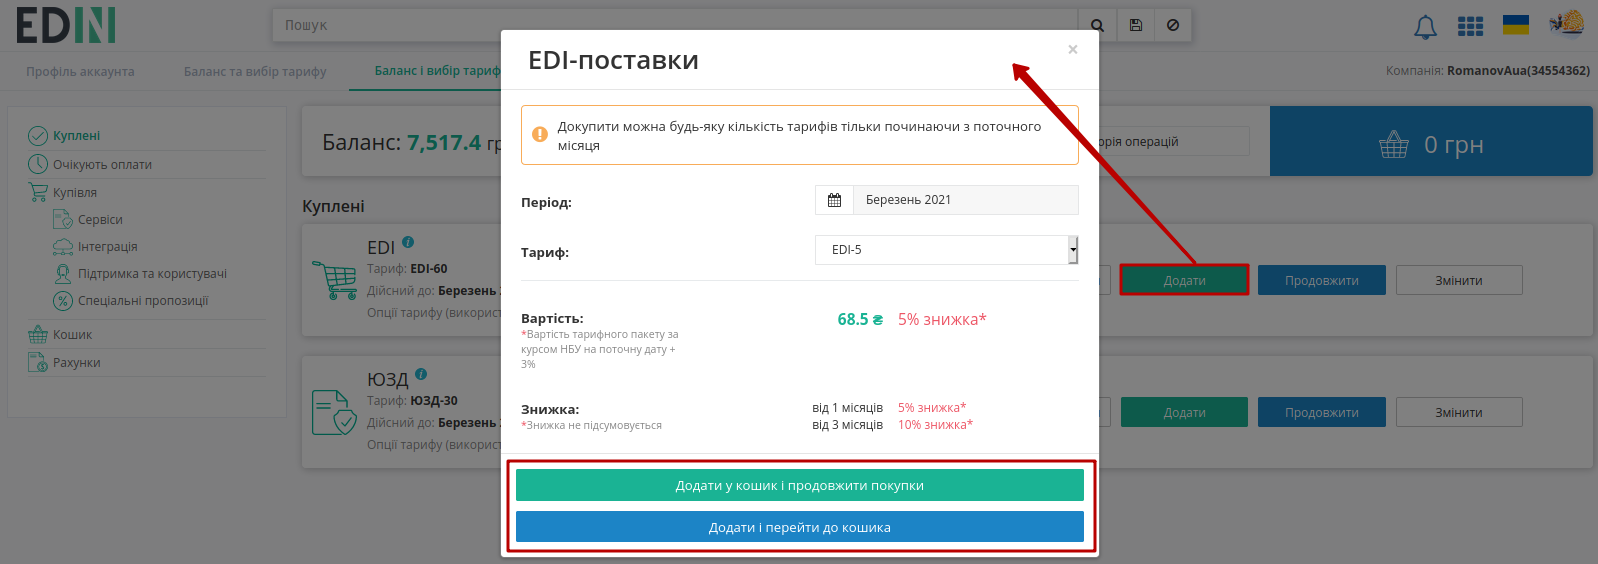 EDIN
Пошук
Профіль аккаунта
Баланс та вибір тарифу
Баланс і вибір тариф
Компанія: RomanovAua(34554362)
Куплені
Очікують оплати
Купівля
Сервіси
Інтеграція
Підтримка та користувачі
Спеціальні пропозиції
Кошик
Рахунки
Баланс: 7,517.4 гр
орія операцій
0 грн
Куплені
EDI
Тариф: EDI-60
Дійсний до: Березень
Опції тарифу (використ
Додати
Продовжити
Змінити
ЮЗД
Тариф: ЮЗД-30
Дійсний до: Березень
Опції тарифу (використ
Додати
Продовжити
Змінити
EDI-поставки
×
Докупити можна будь-яку кількість тарифів тільки починаючи з поточного
місяця
Період:
Березень 2021
Тариф:
EDI-5
Вартість:
68.5 ₴ 5% знижка*
*Вартість тарифного пакету за
курсом НБУ на поточну дату +
3%
Знижка:
*Знижка не підсумовується
від 1 місяців 5% знижка*
від 3 місяців 10% знижка*
Додати у кошик і продовжити покупки
Додати і перейти до кошика